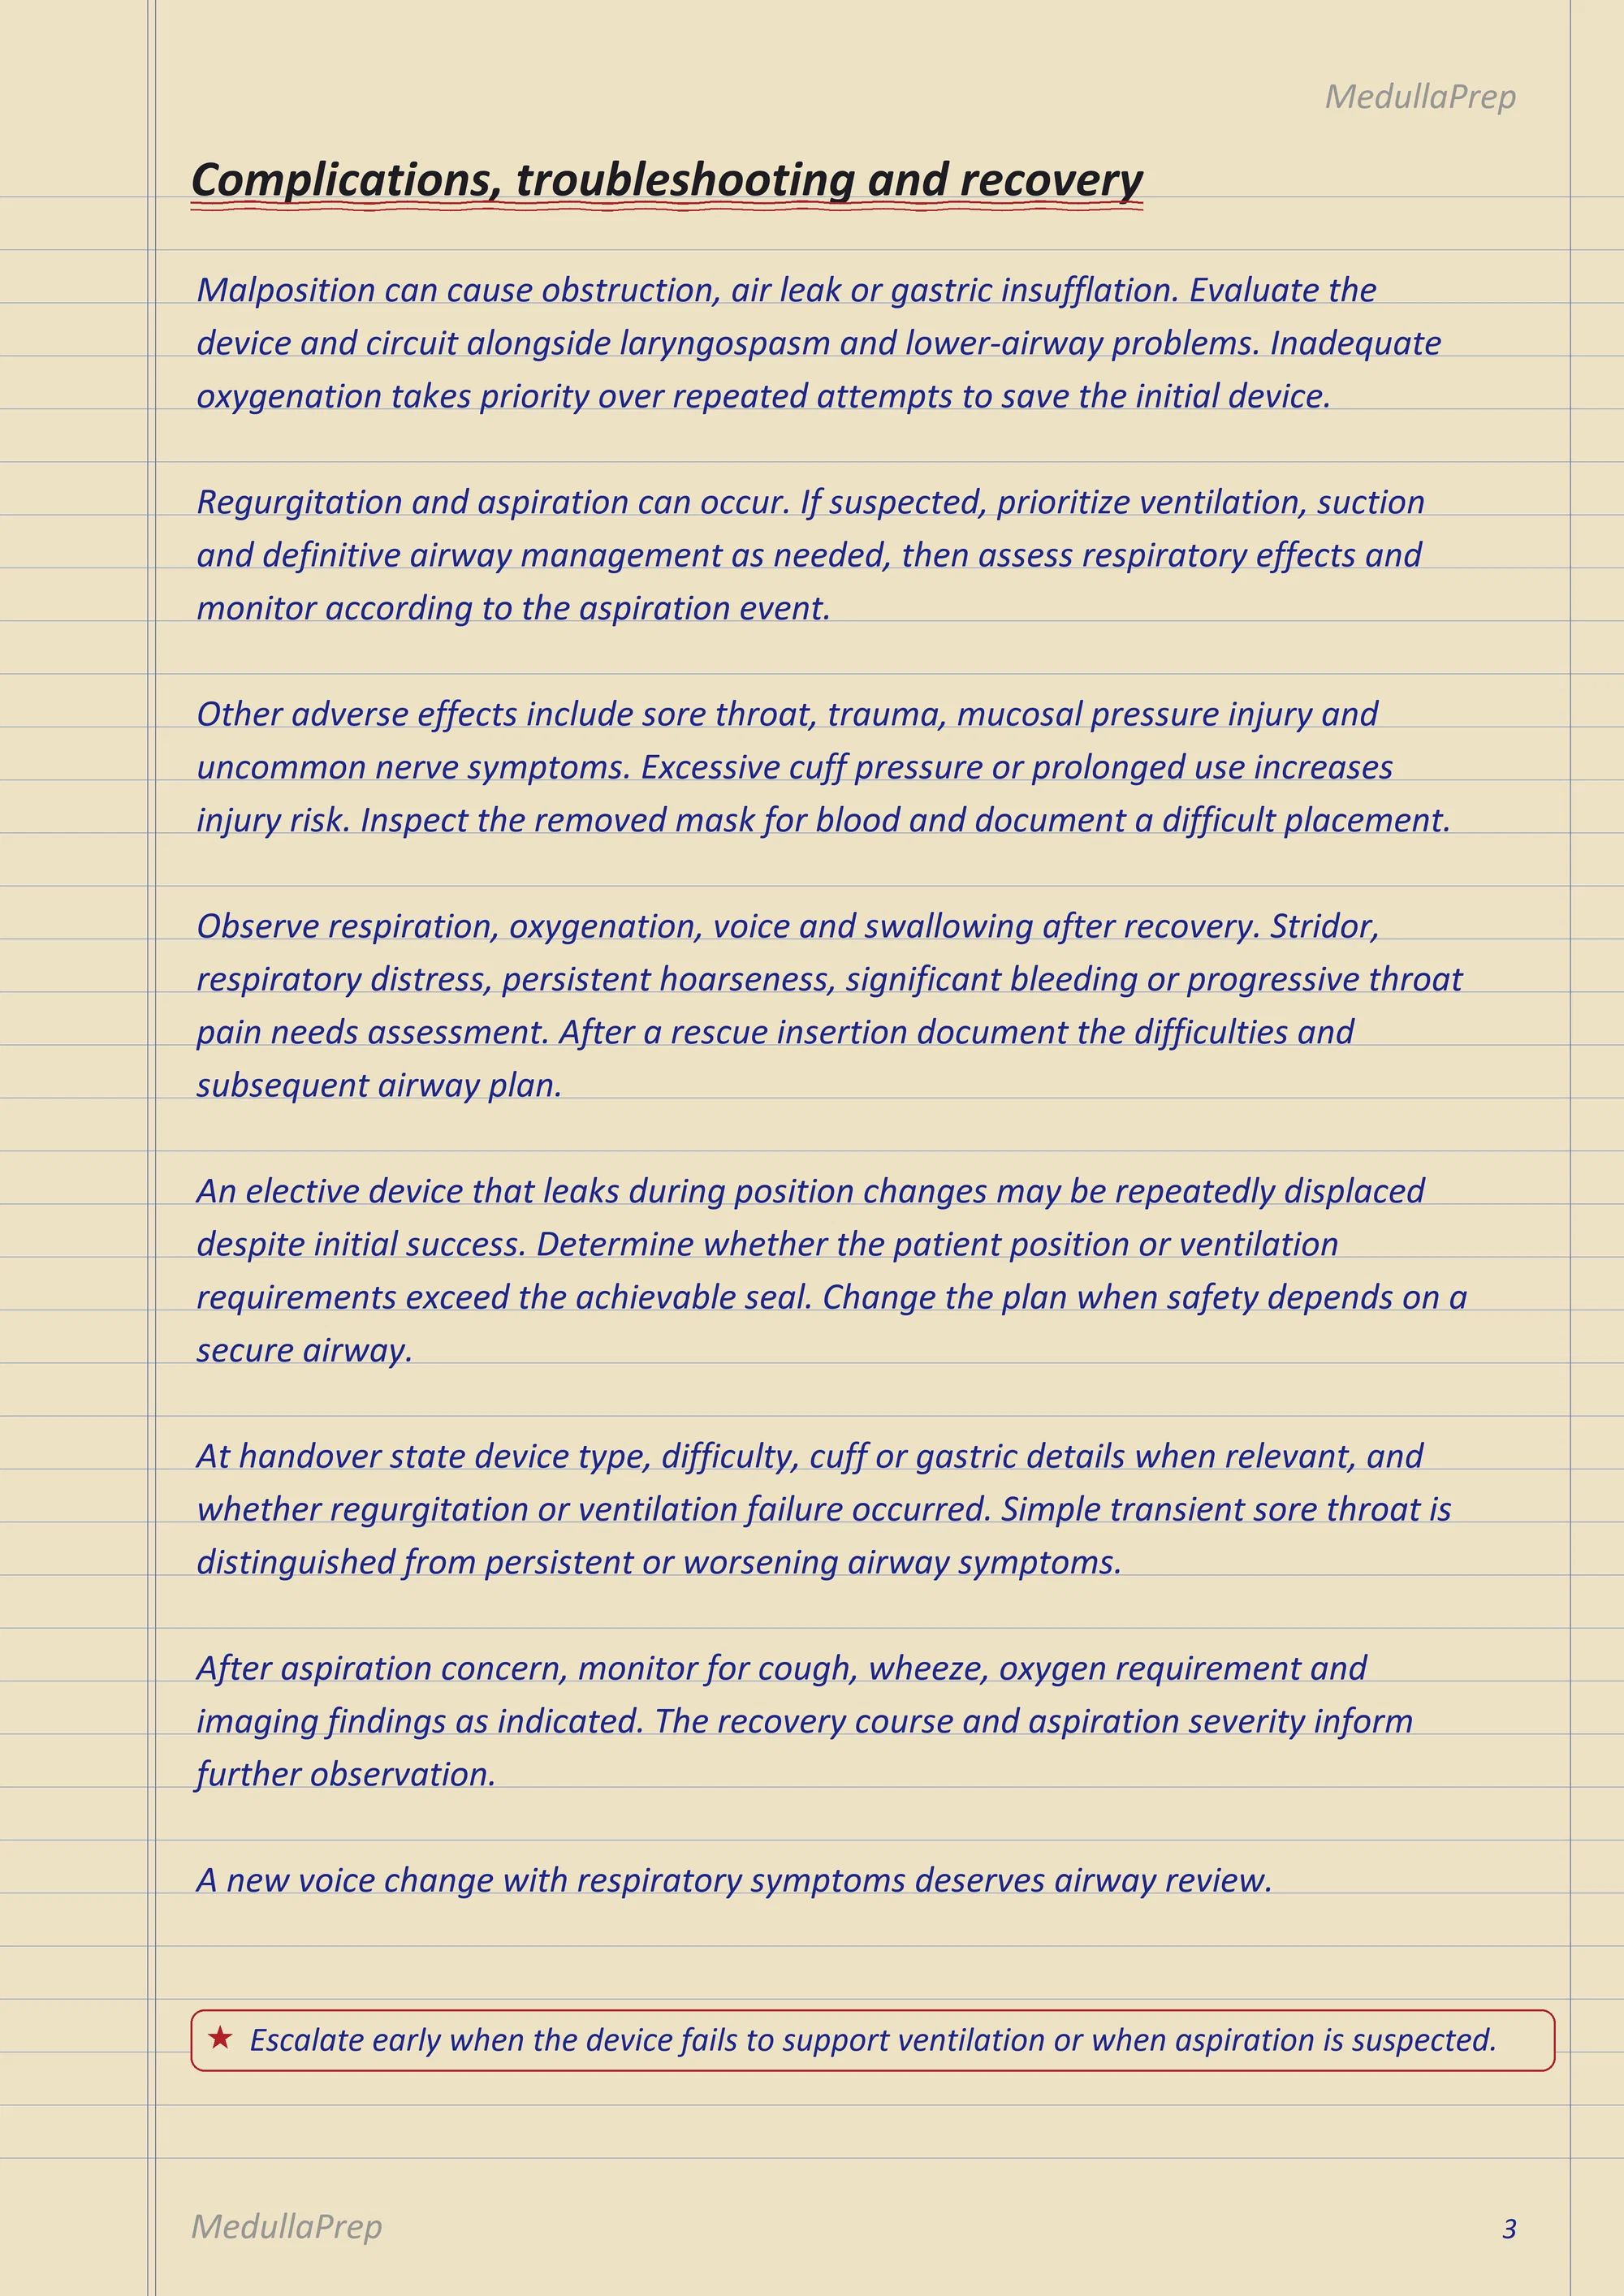 MedullaPrep
Complications, troubleshooting and recovery
Malposition can cause obstruction, air leak or gastric insufflation. Evaluate the
device and circuit alongside laryngospasm and lower-airway problems. Inadequate
oxygenation takes priority over repeated attempts to save the initial device.
Regurgitation and aspiration can occur. If suspected, prioritize ventilation, suction
and definitive airway management as needed, then assess respiratory effects and
monitor according to the aspiration event.
Other adverse effects include sore throat, trauma, mucosal pressure injury and
uncommon nerve symptoms. Excessive cuff pressure or prolonged use increases
injury risk. Inspect the removed mask for blood and document a difficult placement.
Observe respiration, oxygenation, voice and swallowing after recovery. Stridor,
respiratory distress, persistent hoarseness, significant bleeding or progressive throat
pain needs assessment. After a rescue insertion document the difficulties and
subsequent airway plan.
An elective device that leaks during position changes may be repeatedly displaced
despite initial success. Determine whether the patient position or ventilation
requirements exceed the achievable seal. Change the plan when safety depends on a
secure airway.
At handover state device type, difficulty, cuff or gastric details when relevant, and
whether regurgitation or ventilation failure occurred. Simple transient sore throat is
distinguished from persistent or worsening airway symptoms.
After aspiration concern, monitor for cough, wheeze, oxygen requirement and
imaging findings as indicated. The recovery course and aspiration severity inform
further observation.
A new voice change with respiratory symptoms deserves airway review.
★ Escalate early when the device fails to support ventilation or when aspiration is suspected.
MedullaPrep
3